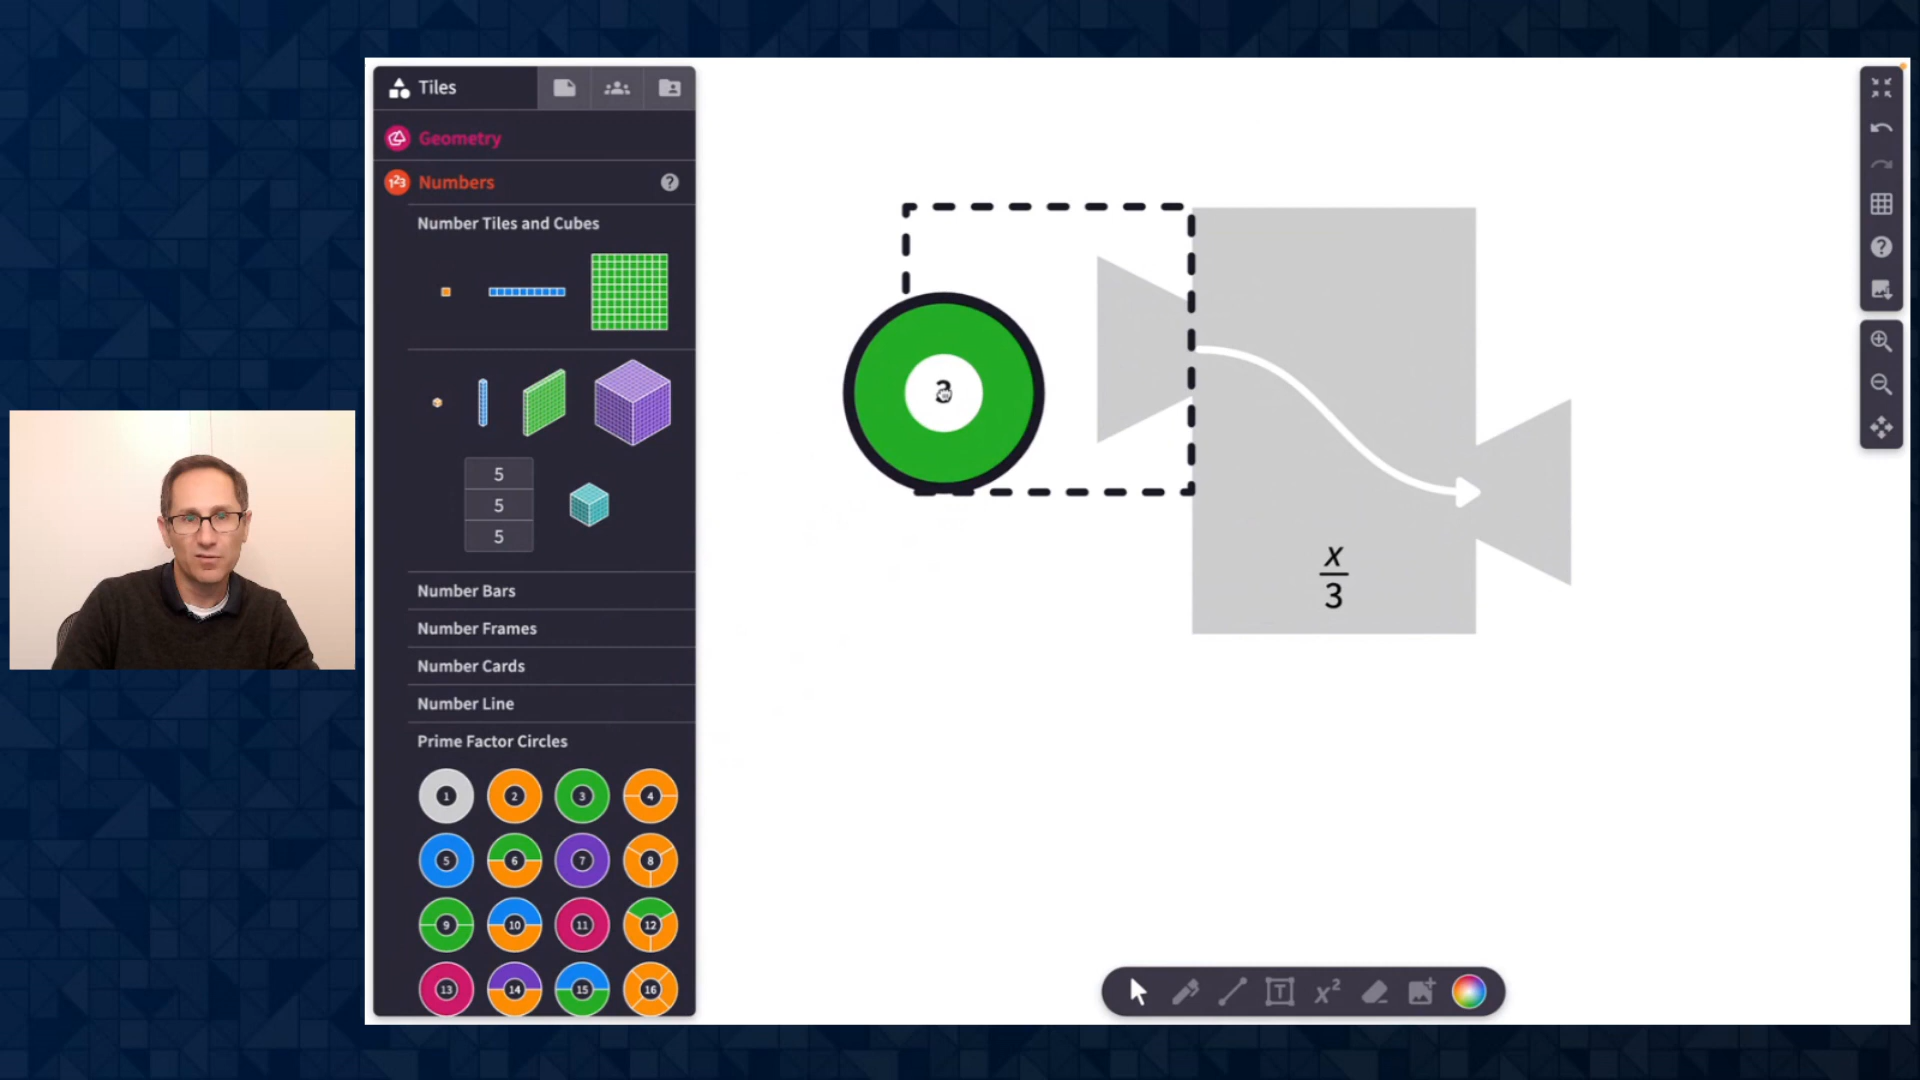 Tiles
Geometry
123 Numbers ?
Number Tiles and Cubes
5
5
5
Number Bars
Number Frames
Number Cards
Number Line
Prime Factor Circles
1 2 3 4
5 6 7 8
9 10 11 12
13 14 15 16
3
x
3
?
T x²